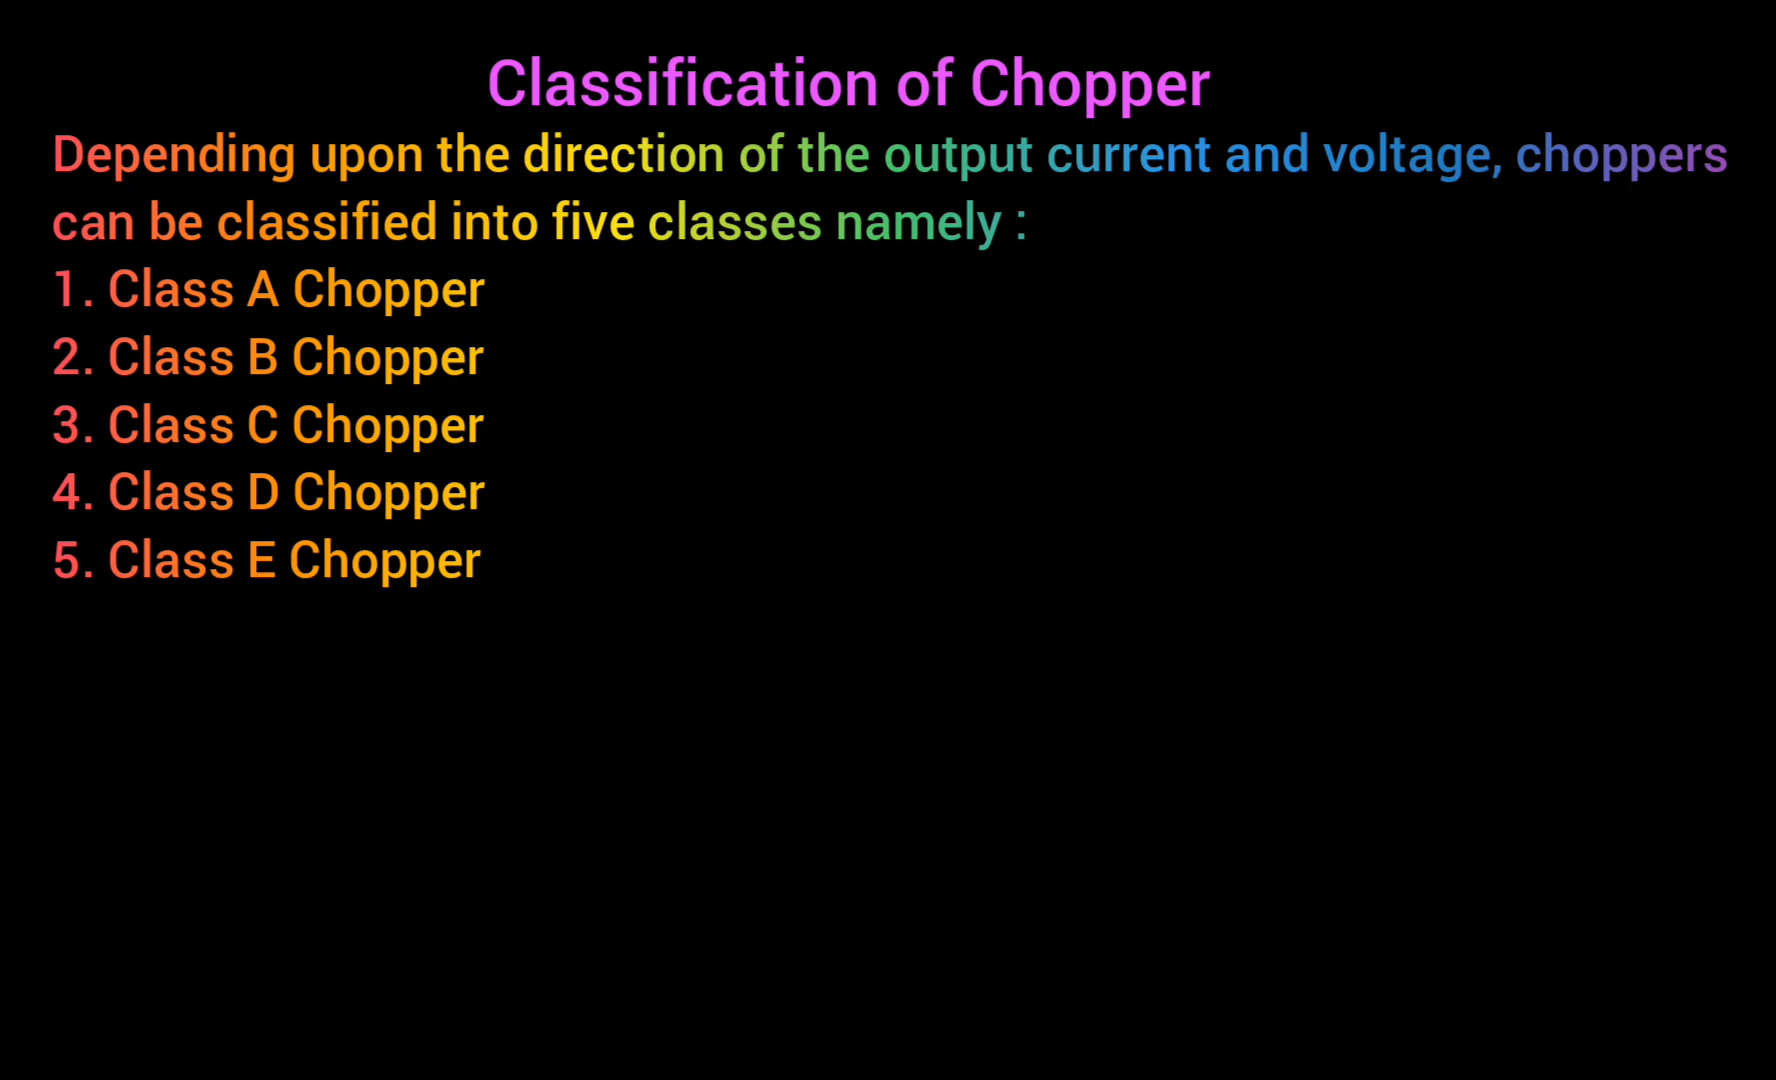 Classification of Chopper
Depending upon the direction of the output current and voltage, choppers
can be classified into five classes namely :
1. Class A Chopper
2. Class B Chopper
3. Class C Chopper
4. Class D Chopper
5. Class E Chopper